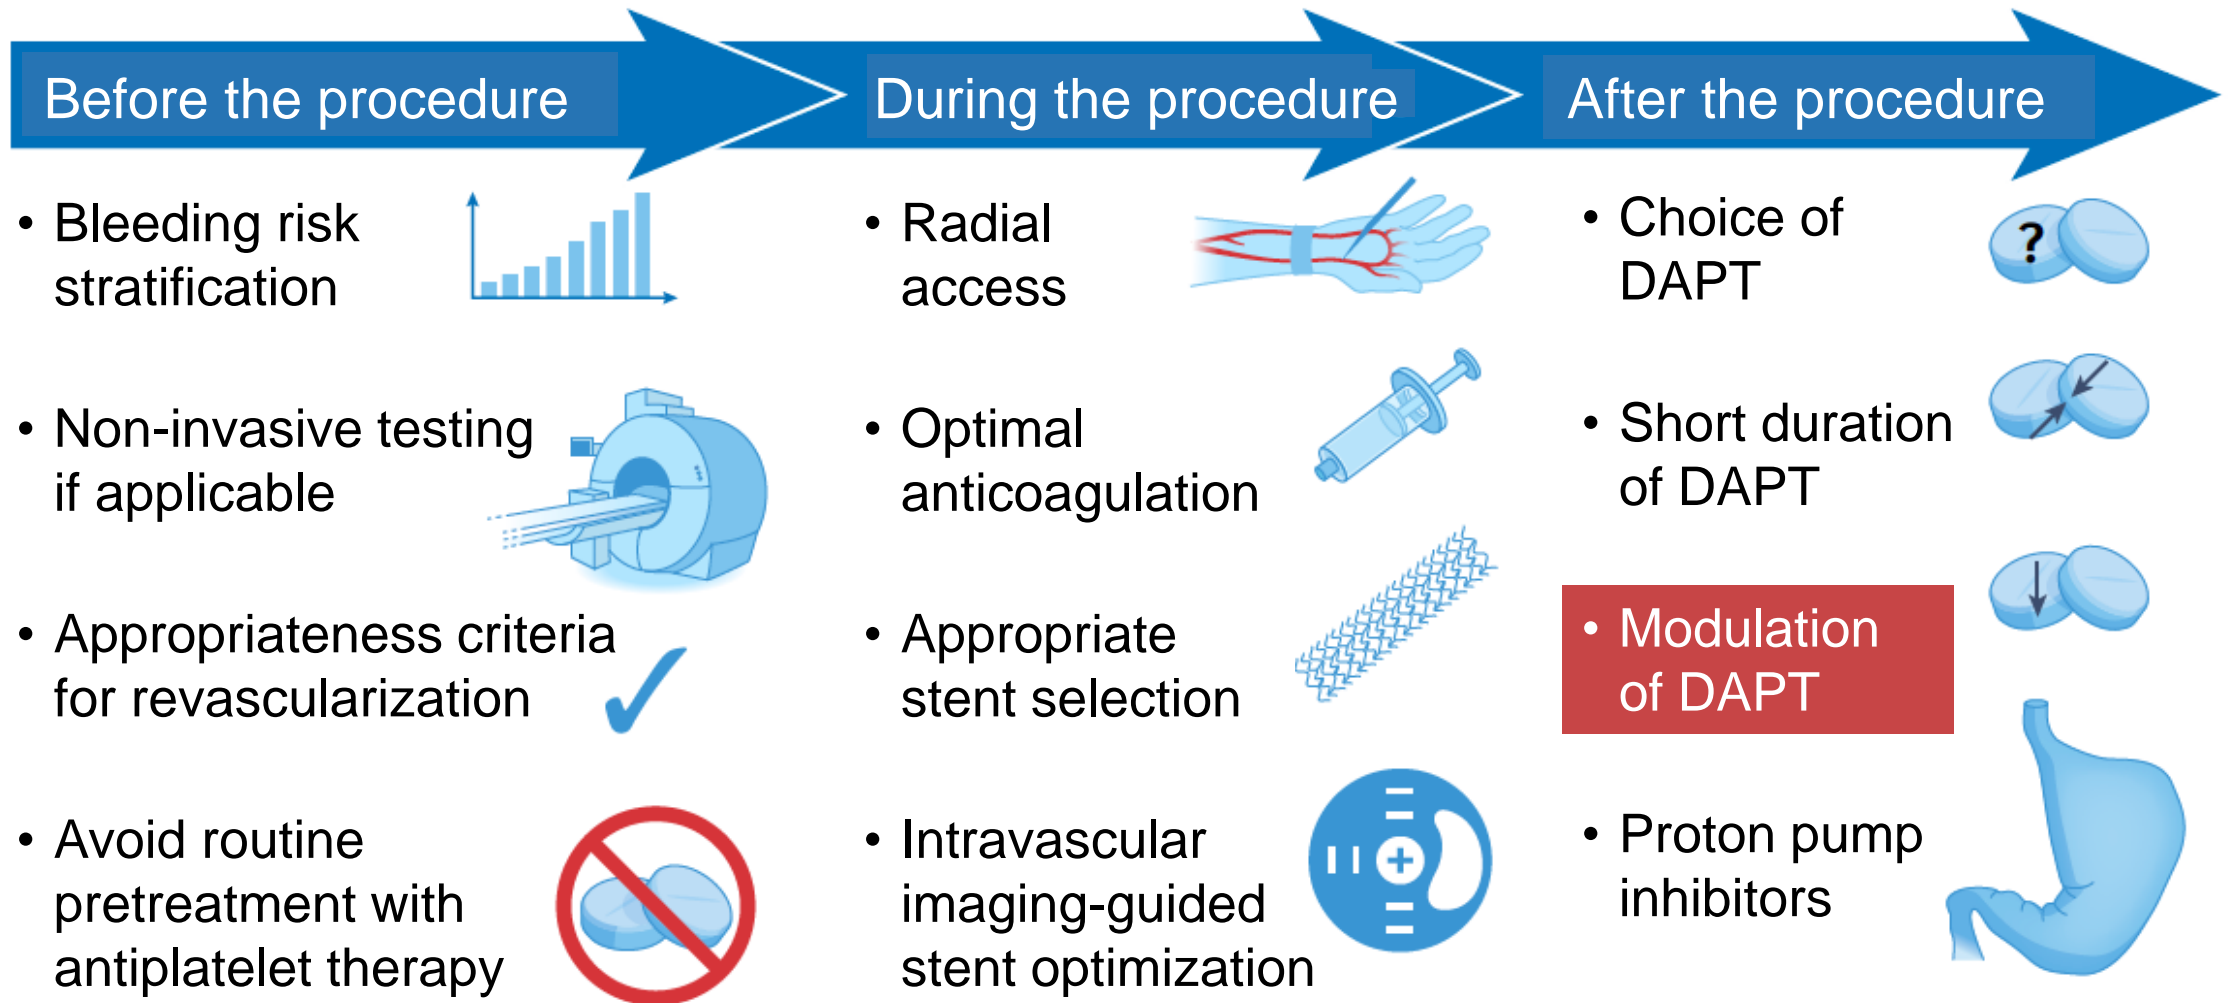 Before the procedure
• Bleeding risk
stratification
• Non-invasive testing
if applicable
• Appropriateness criteria
for revascularization
• Avoid routine
pretreatment with
antiplatelet therapy
During the procedure
• Radial
access
• Optimal
anticoagulation
• Appropriate
stent selection
• Intravascular
imaging-guided
stent optimization
After the procedure
• Choice of
DAPT
?
• Short duration
of DAPT
• Modulation
of DAPT
• Proton pump
inhibitors